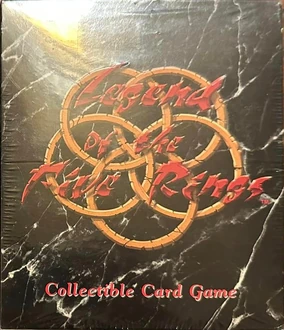 Legend
of the
Five Rings
Collectible Card Game